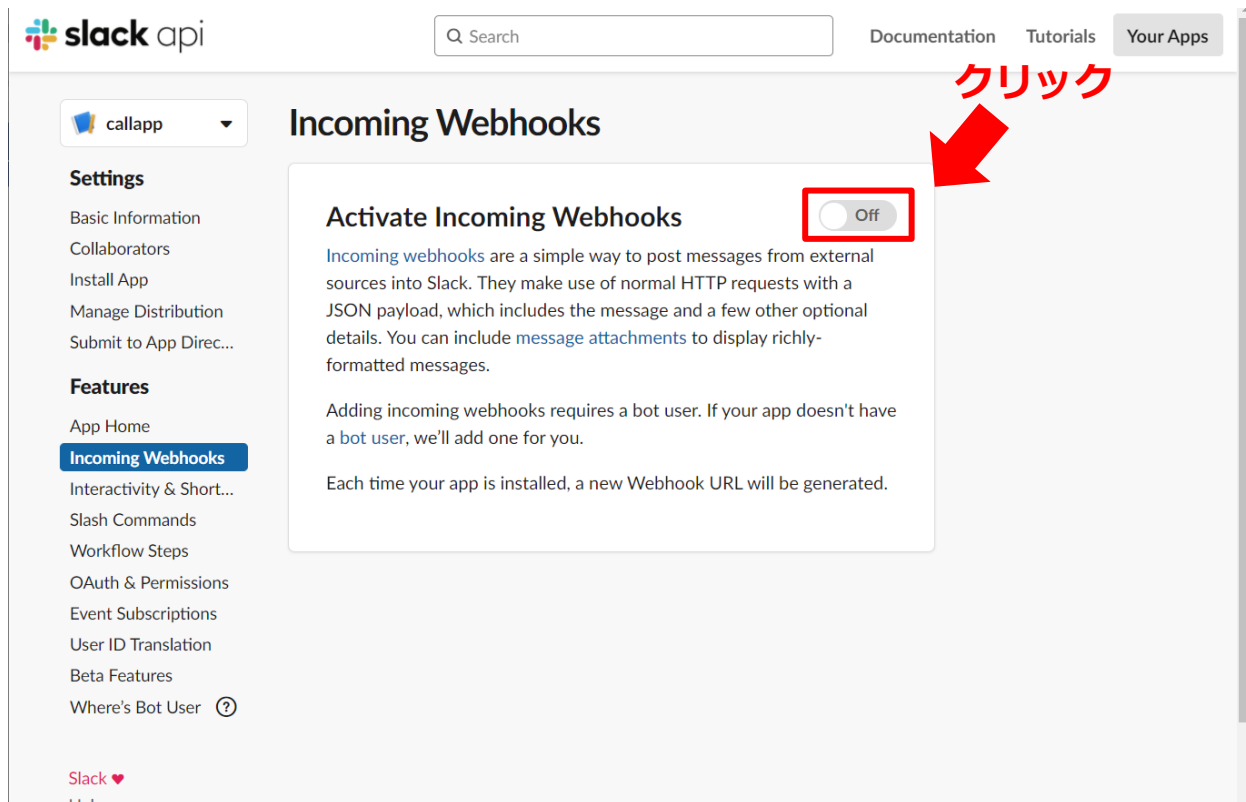 slack api
Search
Documentation
Tutorials
Your Apps
クリック
callapp
Settings
Basic Information
Collaborators
Install App
Manage Distribution
Submit to App Direc...
Features
App Home
Incoming Webhooks
Interactivity & Short...
Slash Commands
Workflow Steps
OAuth & Permissions
Event Subscriptions
User ID Translation
Beta Features
Where's Bot User ?
Slack ♥
Incoming Webhooks
Activate Incoming Webhooks
Off
Incoming webhooks are a simple way to post messages from external
sources into Slack. They make use of normal HTTP requests with a
JSON payload, which includes the message and a few other optional
details. You can include message attachments to display richly-
formatted messages.
Adding incoming webhooks requires a bot user. If your app doesn't have
a bot user, we'll add one for you.
Each time your app is installed, a new Webhook URL will be generated.